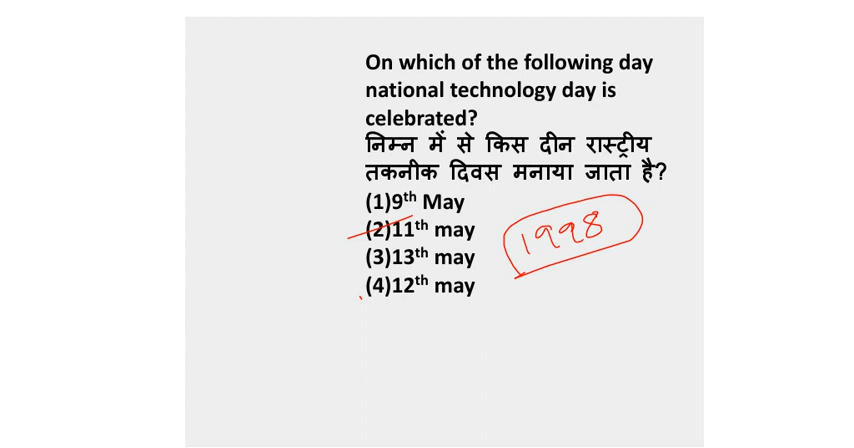 On which of the following day
national technology day is
celebrated?
निम्न में से किस दीन रास्ट्रीय
तकनीक दिवस मनाया जाता है?
(1)9th May
(2)11th may
(3)13th may
(4)12th may
1998